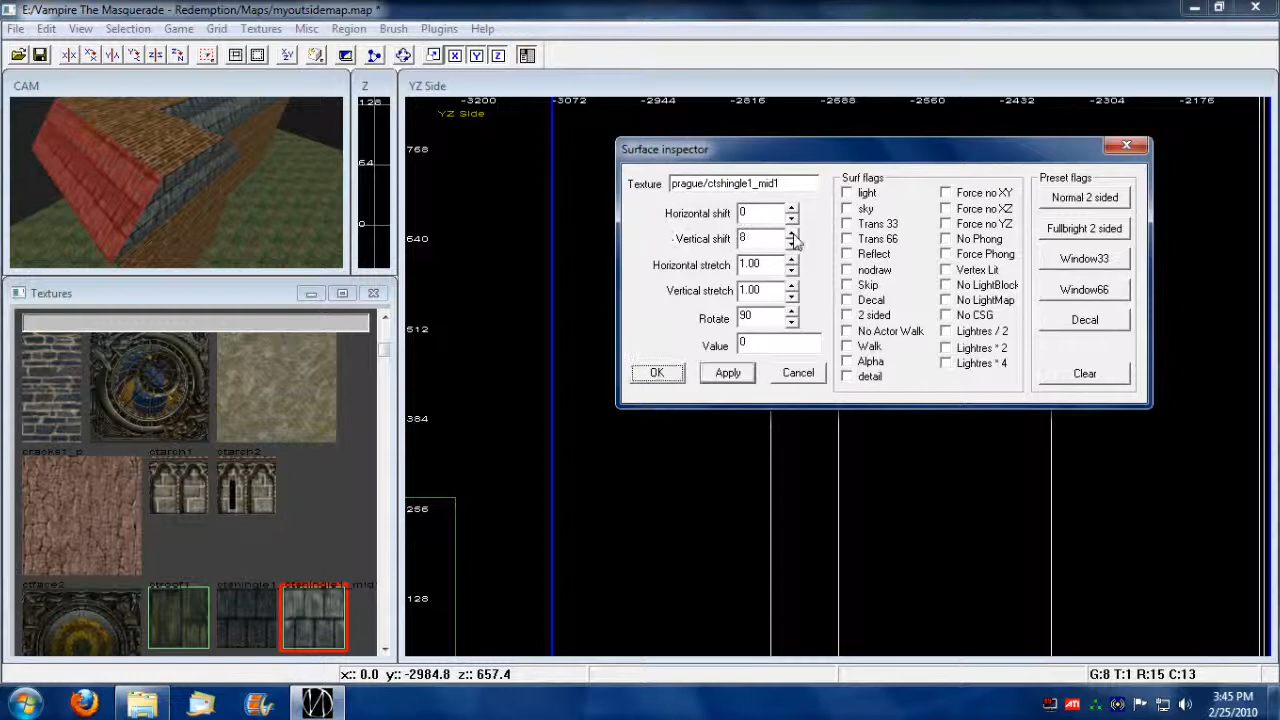 E:/Vampire The Masquerade - Redemption/Maps/myoutsidemap.map *
File Edit View Selection Game Grid Textures Misc Region Brush Plugins Help
CAM
Z
YZ Side
128
64
0
-3200 -3072 -2944 -2816 -2688 -2560 -2432 -2304 -2176
YZ Side
768
640
512
384
256
128
Surface inspector
Texture prague/ctshingle1_mid1
Horizontal shift 0
Vertical shift 8
Horizontal stretch 1.00
Vertical stretch 1.00
Rotate 90
Value 0
OK Apply Cancel
Surf flags
light
sky
Trans 33
Trans 66
Reflect
nodraw
Skip
Decal
2 sided
No Actor Walk
Walk
Alpha
detail
Force no XY
Force no XZ
Force no YZ
No Phong
Force Phong
Vertex Lit
No LightBlock
No LightMap
No CSG
Lightres / 2
Lightres * 2
Lightres * 4
Preset flags
Normal 2 sided
Fullbright 2 sided
Window33
Window66
Decal
Clear
Textures
cracks1_p ctarch1 ctarch2
ctface2 ctroof1 ctshingle1 ctshingle1_mid
x:: 0.0 y:: -2984.8 z:: 657.4
G:8 T:1 R:15 C:13
ATI
3:45 PM
2/25/2010